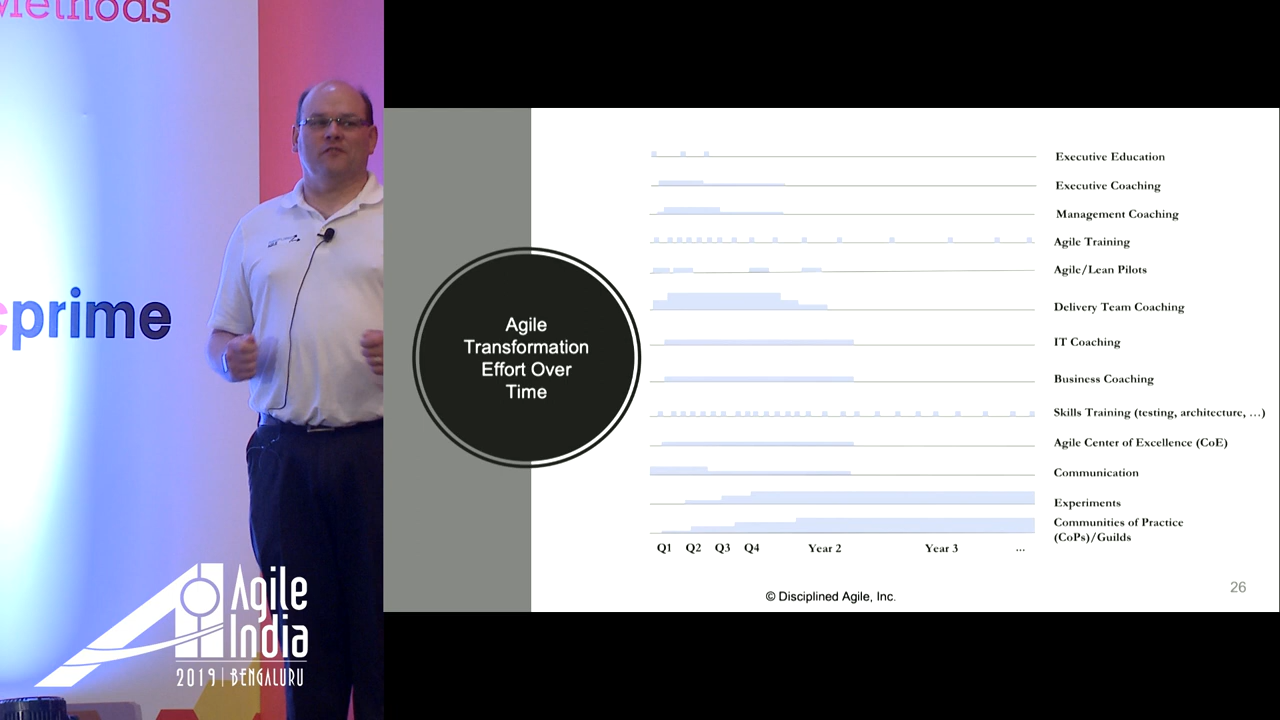 Methods
cprime
Agile
India
2019 | BENGALURU
Agile
Transformation
Effort Over
Time
Executive Education
Executive Coaching
Management Coaching
Agile Training
Agile/Lean Pilots
Delivery Team Coaching
IT Coaching
Business Coaching
Skills Training (testing, architecture, …)
Agile Center of Excellence (CoE)
Communication
Experiments
Communities of Practice
(CoPs)/Guilds
Q1 Q2 Q3 Q4 Year 2 Year 3 ...
© Disciplined Agile, Inc.
26